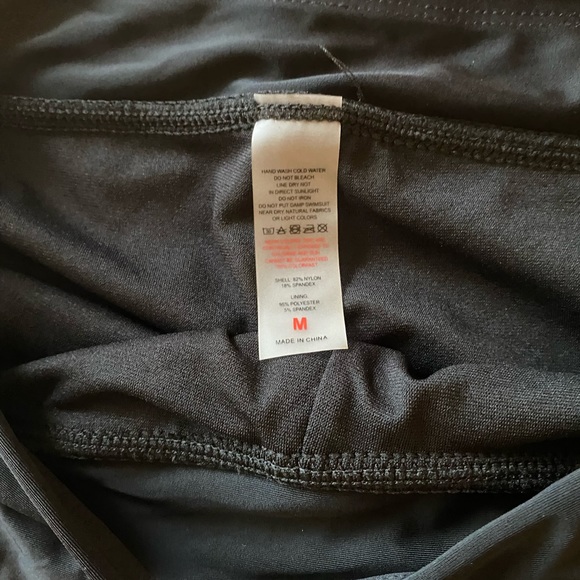 HAND WASH COLD WATER
DO NOT BLEACH
LINE DRY NOT
IN DIRECT SUNLIGHT
DO NOT IRON
DO NOT PUT DAMP SWIMSUIT
NEAR DRY NATURAL FABRICS
OR LIGHT COLORS
SHELL: 82% NYLON
18% SPANDEX
LINING:
95% POLYESTER
5% SPANDEX
M
MADE IN CHINA